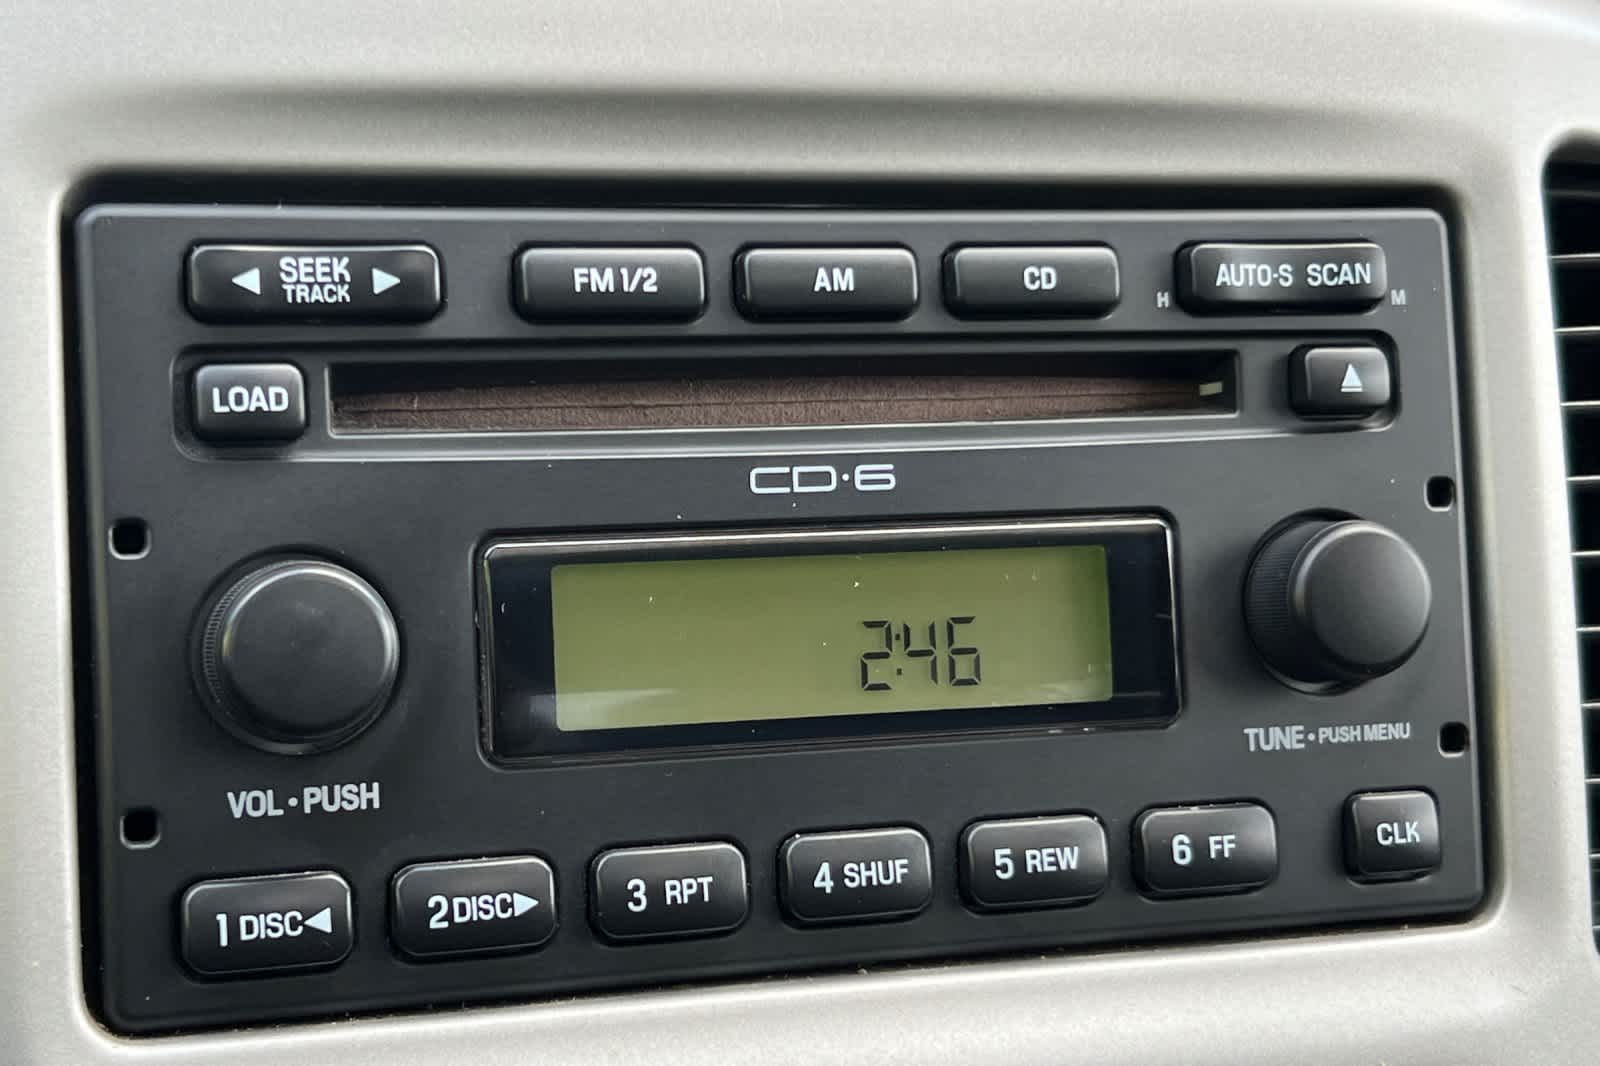 ◀ SEEK ▶
TRACK
FM 1/2
AM
CD
H
AUTO-S SCAN
M
LOAD
CD·6
2:46
VOL•PUSH
TUNE•PUSH MENU
1 DISC◀
2 DISC▶
3 RPT
4 SHUF
5 REW
6 FF
CLK